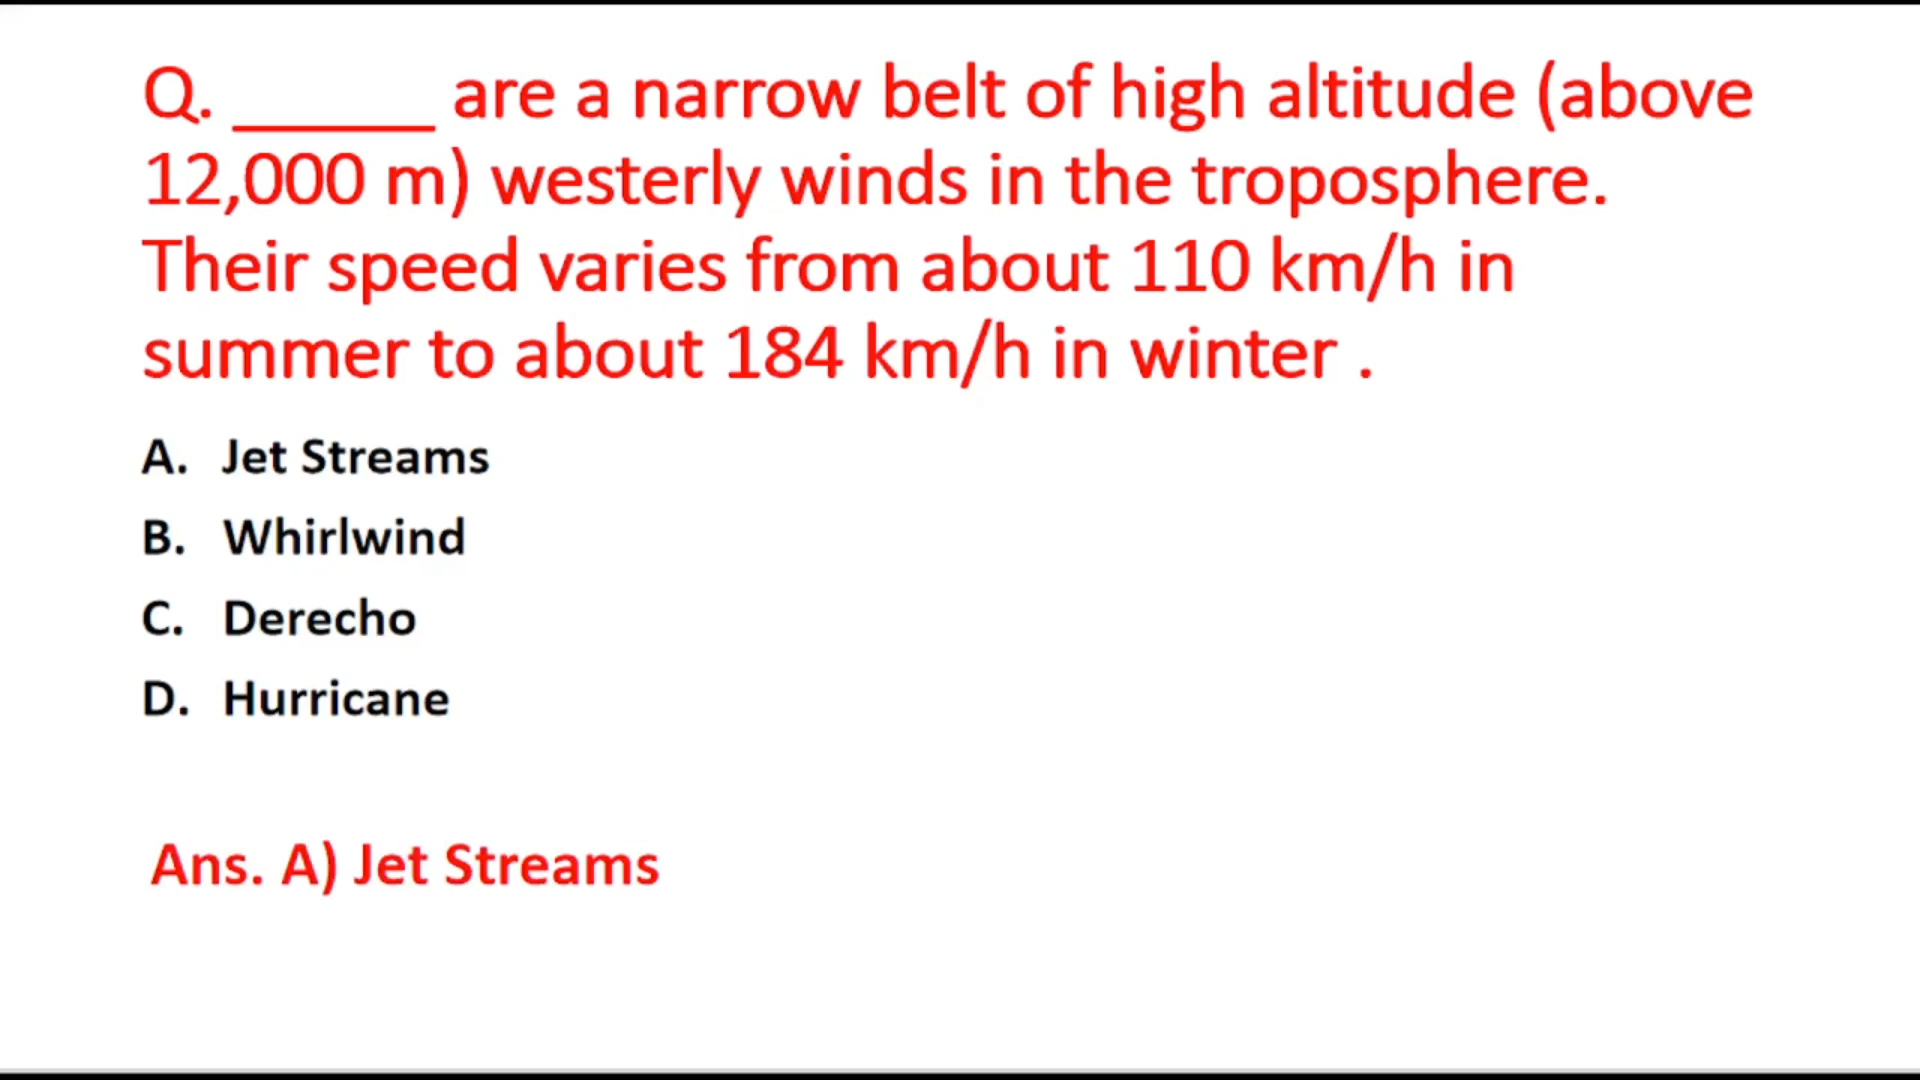 Q. _____ are a narrow belt of high altitude (above
12,000 m) westerly winds in the troposphere.
Their speed varies from about 110 km/h in
summer to about 184 km/h in winter .
A. Jet Streams
B. Whirlwind
C. Derecho
D. Hurricane
Ans. A) Jet Streams